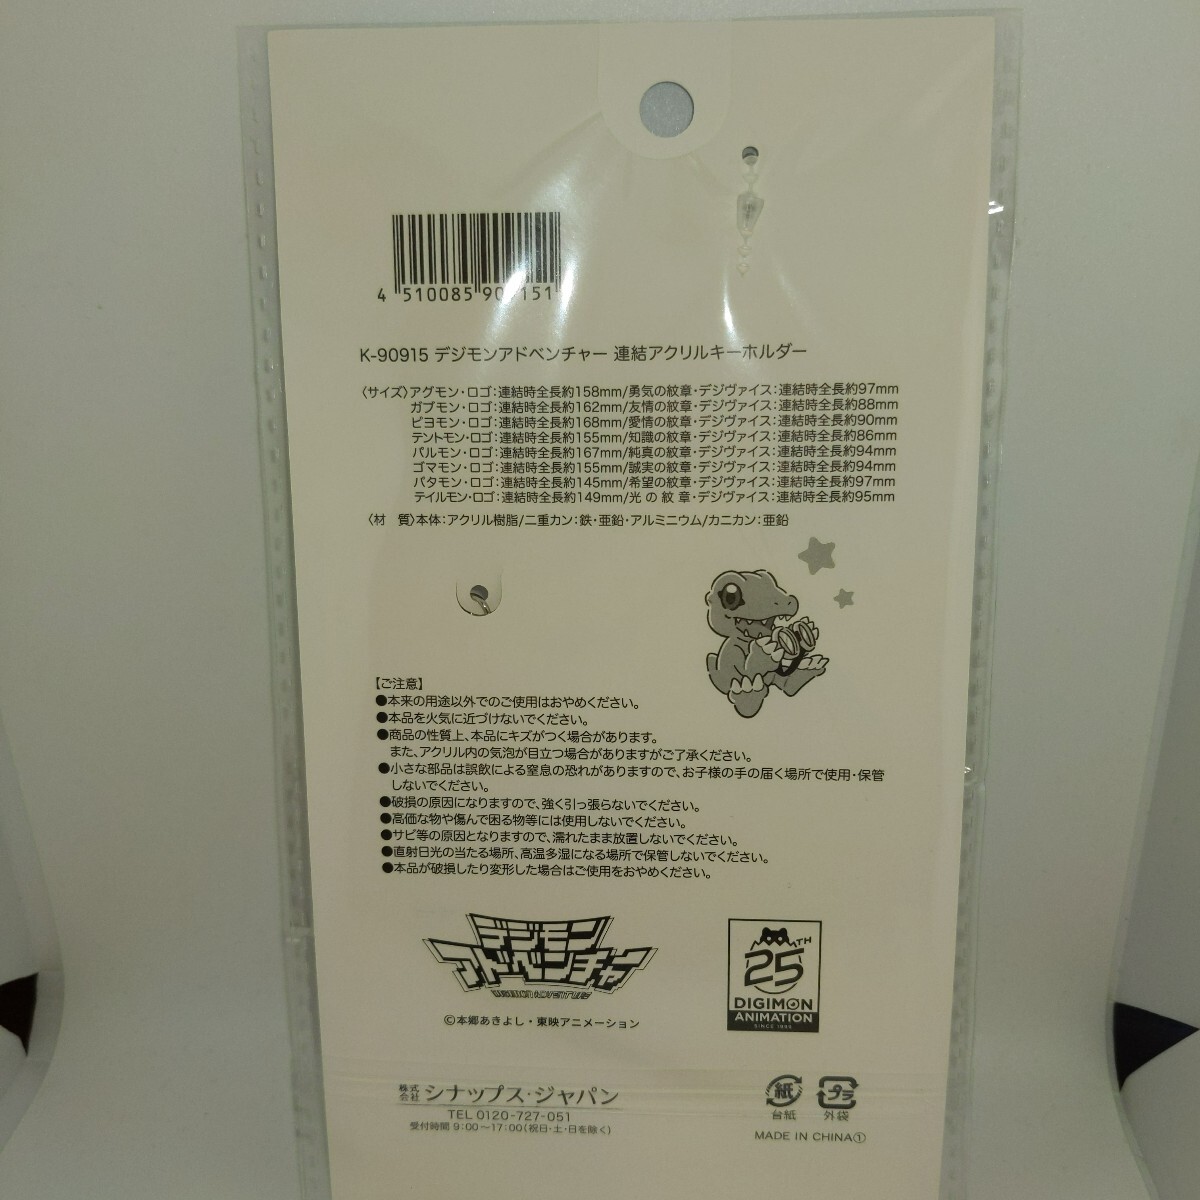 4 510085 90 151
K-90915 デジモンアドベンチャー 連結アクリルキーホルダー
〈サイズ〉アグモン・ロゴ：連結時全長約158mm/勇気の紋章・デジヴァイス：連結時全長約97mm
ガブモン・ロゴ：連結時全長約162mm/友情の紋章・デジヴァイス：連結時全長約88mm
ピヨモン・ロゴ：連結時全長約168mm/愛情の紋章・デジヴァイス：連結時全長約90mm
テントモン・ロゴ：連結時全長約155mm/知識の紋章・デジヴァイス：連結時全長約86mm
パルモン・ロゴ：連結時全長約167mm/純真の紋章・デジヴァイス：連結時全長約94mm
ゴマモン・ロゴ：連結時全長約155mm/誠実の紋章・デジヴァイス：連結時全長約94mm
パタモン・ロゴ：連結時全長約145mm/希望の紋章・デジヴァイス：連結時全長約97mm
テイルモン・ロゴ：連結時全長約149mm/光の紋章・デジヴァイス：連結時全長約95mm
〈材　質〉本体：アクリル樹脂/二重カン：鉄・亜鉛・アルミニウム/カニカン：亜鉛
【ご注意】
●本来の用途以外でのご使用はおやめください。
●本品を火気に近づけないでください。
●商品の性質上、本品にキズがつく場合があります。
また、アクリル内の気泡が目立つ場合がありますがご了承ください。
●小さな部品は誤飲による窒息の恐れがありますので、お子様の手の届く場所で使用・保管
しないでください。
●破損の原因になりますので、強く引っ張らないでください。
●高価な物や傷んで困る物等には使用しないでください。
●サビ等の原因となりますので、濡れたまま放置しないでください。
●直射日光の当たる場所、高温多湿になる場所で保管しないでください。
●本品が破損したり変形した場合はご使用をおやめください。
デジモン
アドベンチャー
DIGIMON ADVENTURE
©本郷あきよし・東映アニメーション
25TH
DIGIMON
ANIMATION
SINCE 1999
株式会社シナップス・ジャパン
TEL 0120-727-051
受付時間 9:00～17:00(祝日・土・日を除く)
紙 プラ
台紙 外袋
MADE IN CHINA①